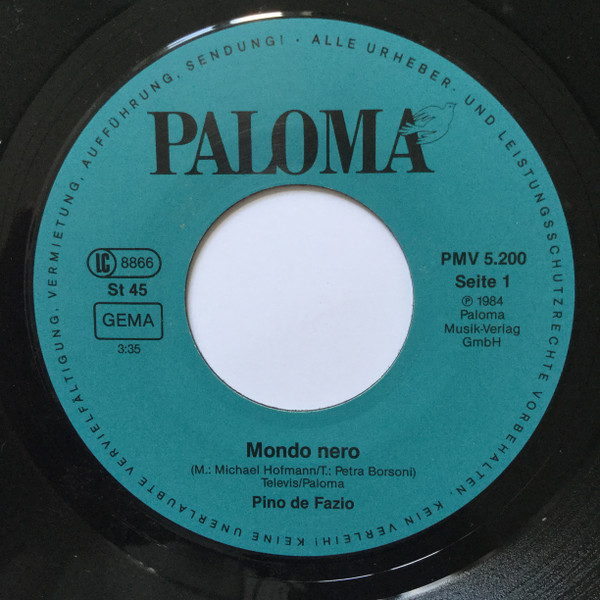 ALLE URHEBER- UND LEISTUNGSSCHUTZRECHTE VORBEHALTEN · KEIN VERLEIH! KEINE UNERLAUBTE VERVIELFÄLTIGUNG, VERMIETUNG, AUFFÜHRUNG, SENDUNG! ·
PALOMA
LC 8866
St 45
GEMA
3:35
PMV 5.200
Seite 1
℗ 1984
Paloma
Musik-Verlag
GmbH
Mondo nero
(M.: Michael Hofmann/T.: Petra Borsoni)
Televis/Paloma
Pino de Fazio